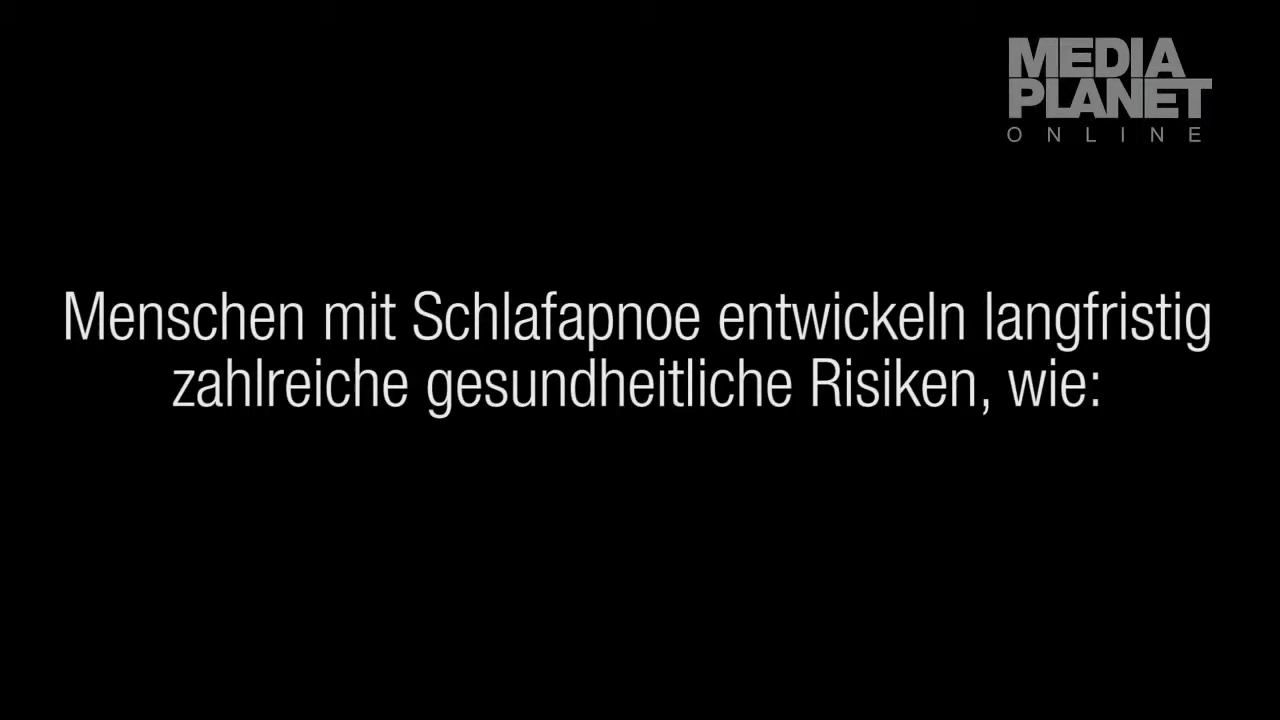 MEDIA
PLANET
ONLINE
Menschen mit Schlafapnoe entwickeln langfristig
zahlreiche gesundheitliche Risiken, wie: